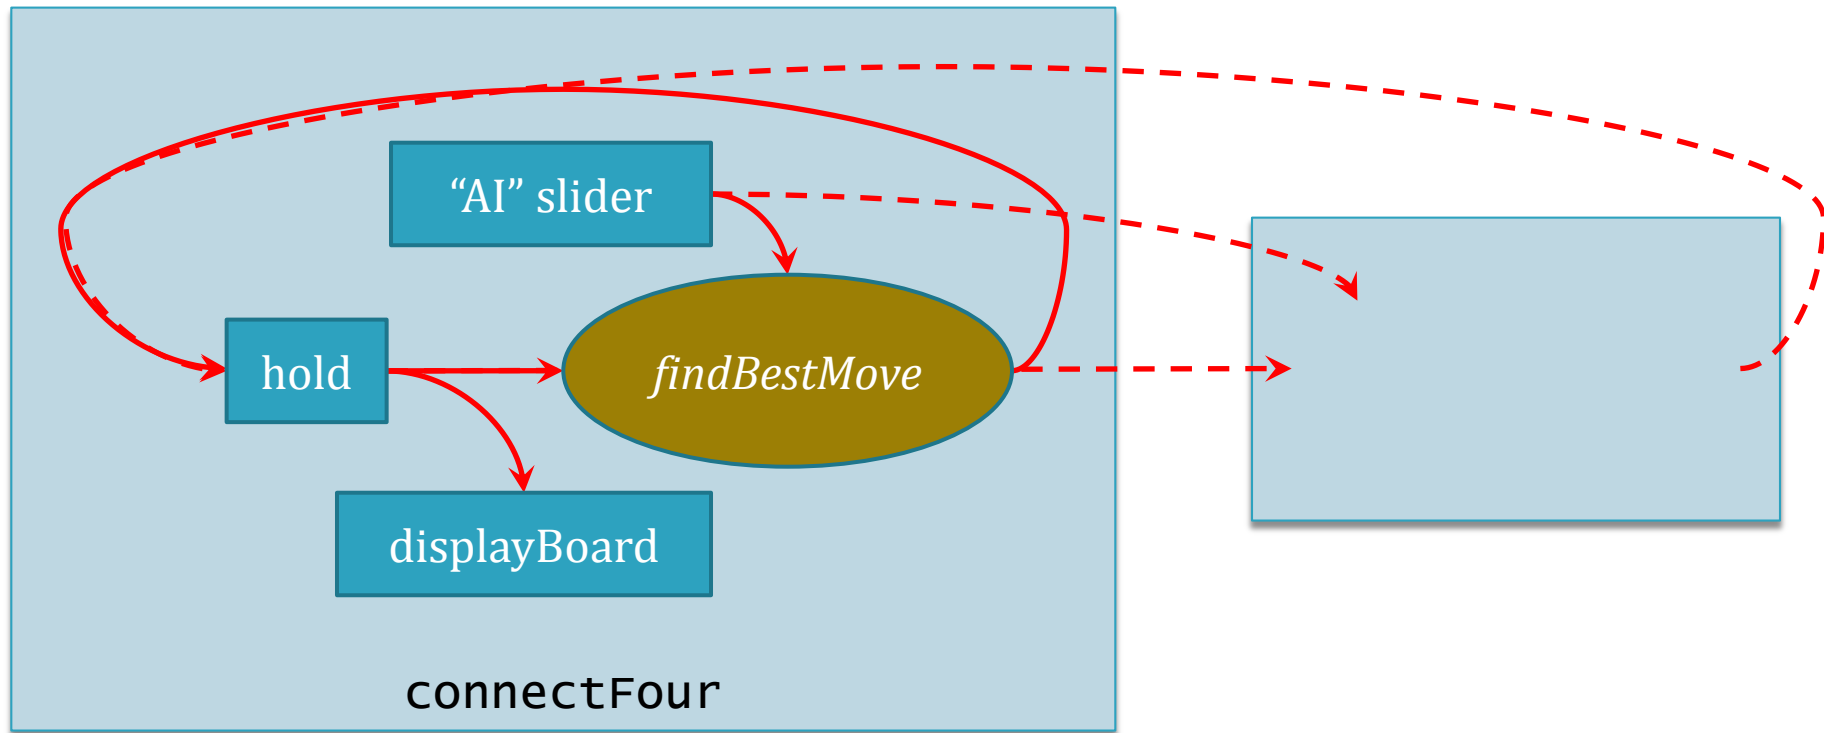 “AI” slider
hold
findBestMove
displayBoard
connectFour